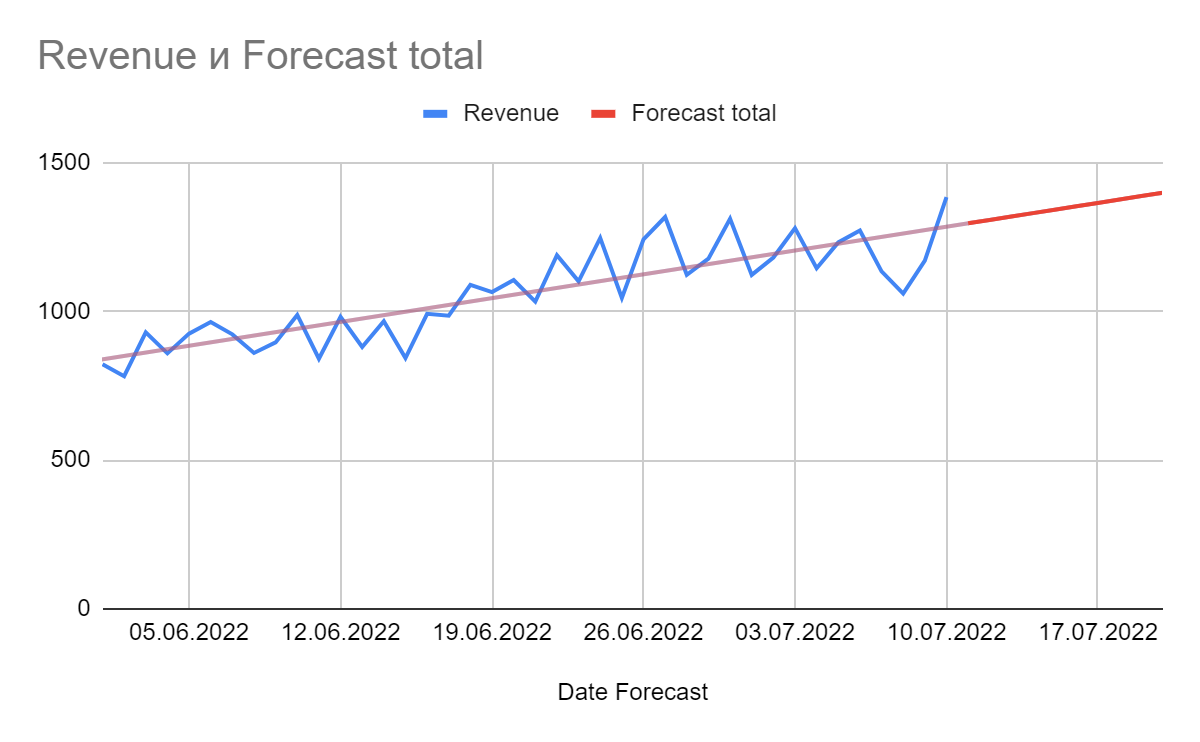 Revenue и Forecast total
Revenue
Forecast total
1500
1000
500
0
05.06.2022
12.06.2022
19.06.2022
26.06.2022
03.07.2022
10.07.2022
17.07.2022
Date Forecast